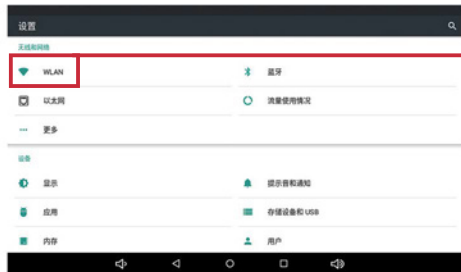 设置
无线和网络
WLAN
蓝牙
以太网
流量使用情况
更多
设备
显示
提示音和通知
应用
存储设备和 USB
内存
用户